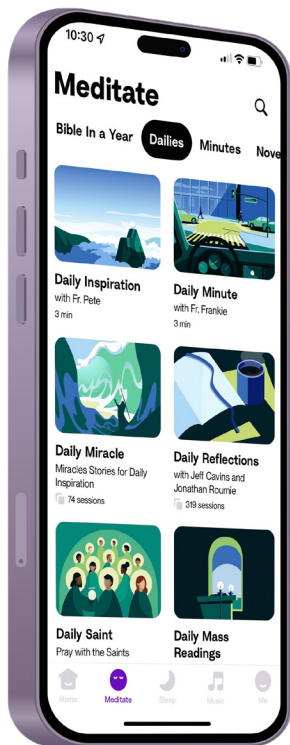 10:30
Meditate
Bible In a Year Dailies Minutes Nove
Daily Inspiration
with Fr. Pete
3 min
Daily Minute
with Fr. Frankie
3 min
Daily Miracle
Miracles Stories for Daily
Inspiration
74 sessions
Daily Reflections
with Jeff Cavins and
Jonathan Roumie
319 sessions
Daily Saint
Pray with the Saints
Daily Mass
Readings
Home Meditate Sleep Music Me